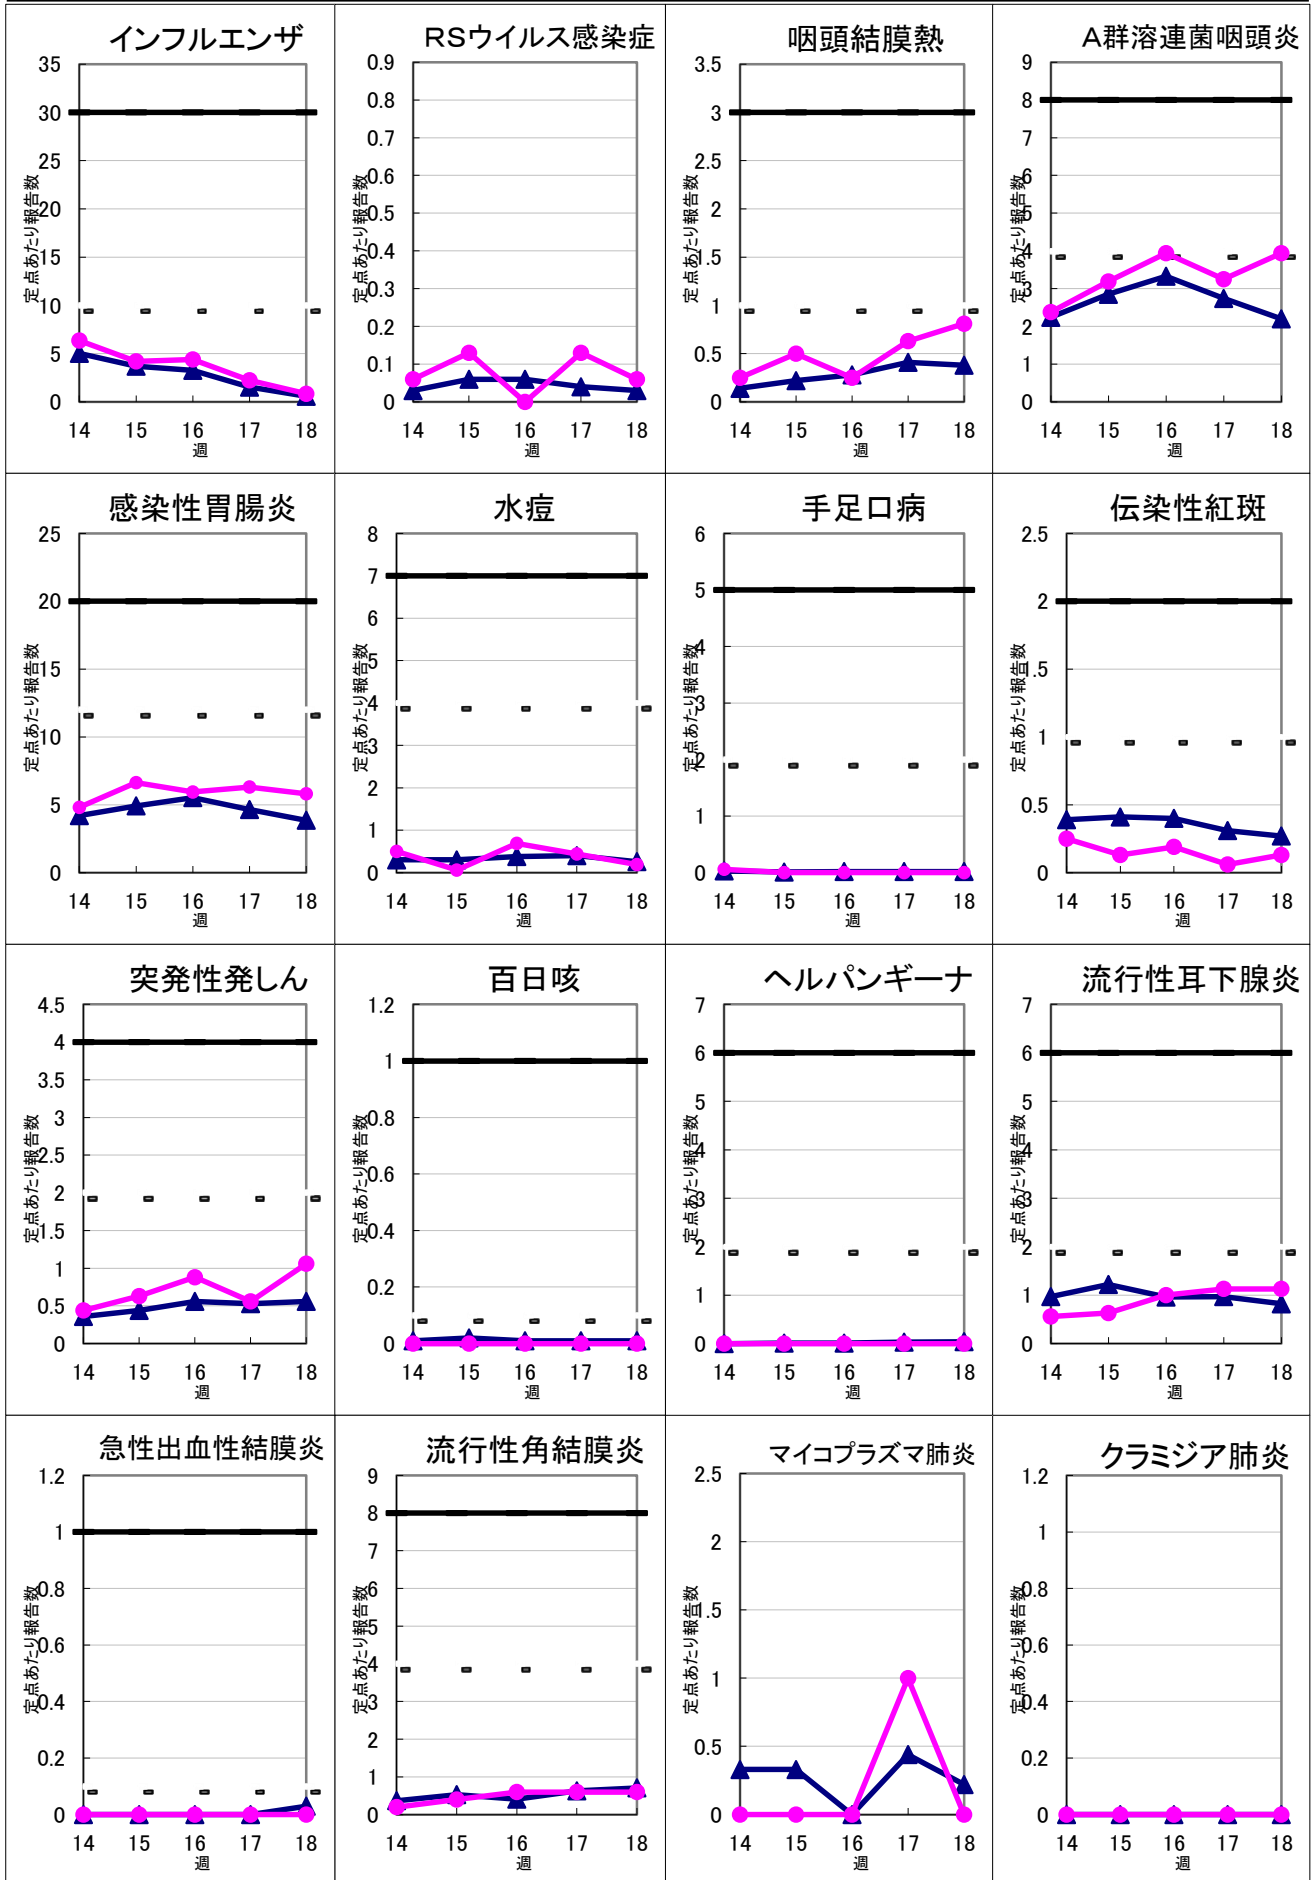 インフルエンザ
35
30
25
20
15
10
5
0
定点あたり報告数
14 15 16 17 18
週
RSウイルス感染症
0.9
0.8
0.7
0.6
0.5
0.4
0.3
0.2
0.1
0
定点あたり報告数
14 15 16 17 18
週
咽頭結膜熱
3.5
3
2.5
2
1.5
1
0.5
0
定点あたり報告数
14 15 16 17 18
週
A群溶連菌咽頭炎
9
8
7
6
5
4
3
2
1
0
定点あたり報告数
14 15 16 17 18
週
感染性胃腸炎
25
20
15
10
5
0
定点あたり報告数
14 15 16 17 18
週
水痘
8
7
6
5
4
3
2
1
0
定点あたり報告数
14 15 16 17 18
週
手足口病
6
5
4
3
2
1
0
定点あたり報告数
14 15 16 17 18
週
伝染性紅斑
2.5
2
1.5
1
0.5
0
定点あたり報告数
14 15 16 17 18
週
突発性発しん
4.5
4
3.5
3
2.5
2
1.5
1
0.5
0
定点あたり報告数
14 15 16 17 18
週
百日咳
1.2
1
0.8
0.6
0.4
0.2
0
定点あたり報告数
14 15 16 17 18
週
ヘルパンギーナ
7
6
5
4
3
2
1
0
定点あたり報告数
14 15 16 17 18
週
流行性耳下腺炎
7
6
5
4
3
2
1
0
定点あたり報告数
14 15 16 17 18
週
急性出血性結膜炎
1.2
1
0.8
0.6
0.4
0.2
0
定点あたり報告数
14 15 16 17 18
週
流行性角結膜炎
9
8
7
6
5
4
3
2
1
0
定点あたり報告数
14 15 16 17 18
週
マイコプラズマ肺炎
2.5
2
1.5
1
0.5
0
定点あたり報告数
14 15 16 17 18
週
クラミジア肺炎
1.2
1
0.8
0.6
0.4
0.2
0
定点あたり報告数
14 15 16 17 18
週